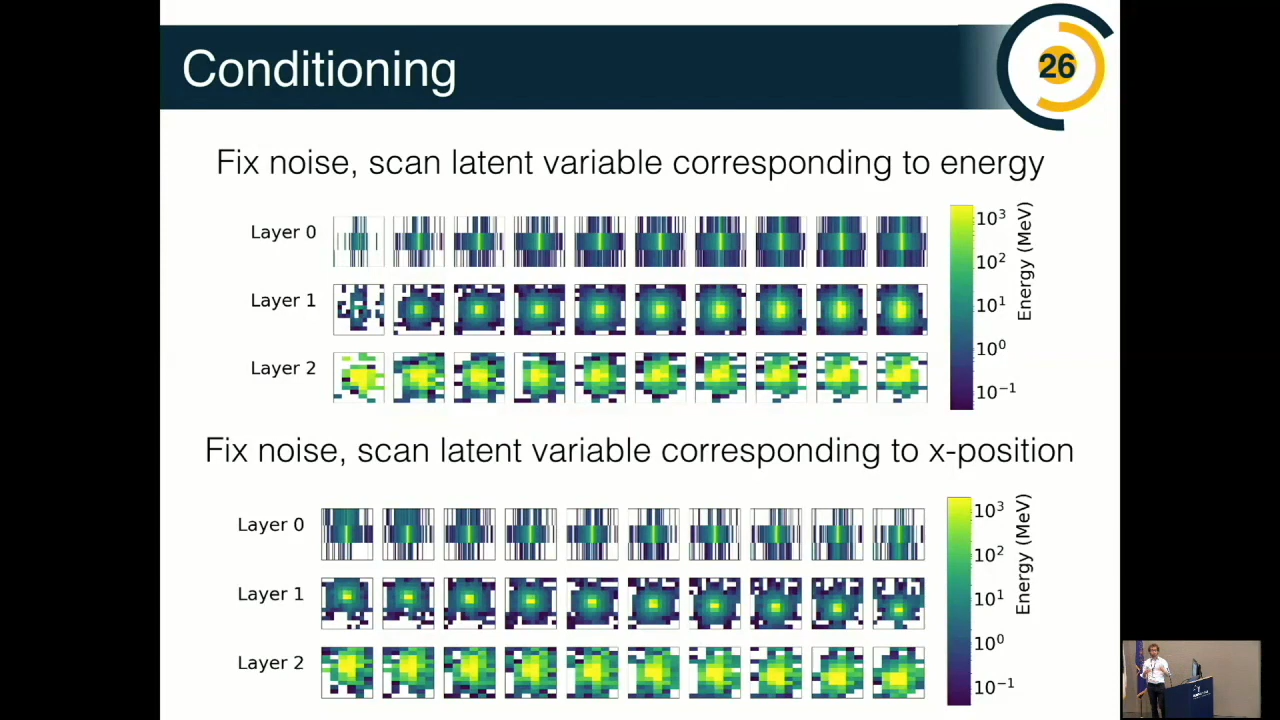 Conditioning
26
Fix noise, scan latent variable corresponding to energy
Layer 0
Layer 1
Layer 2
10³
10²
10¹
10⁰
10⁻¹
Energy (MeV)
Fix noise, scan latent variable corresponding to x-position
Layer 0
Layer 1
Layer 2
10³
10²
10¹
10⁰
10⁻¹
Energy (MeV)